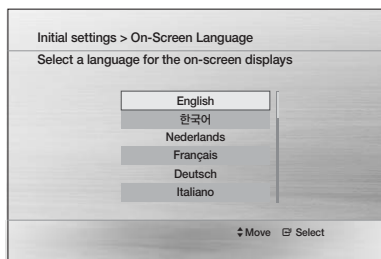 Initial settings > On-Screen Language
Select a language for the on-screen displays
English
한국어
Nederlands
Français
Deutsch
Italiano
Move Select